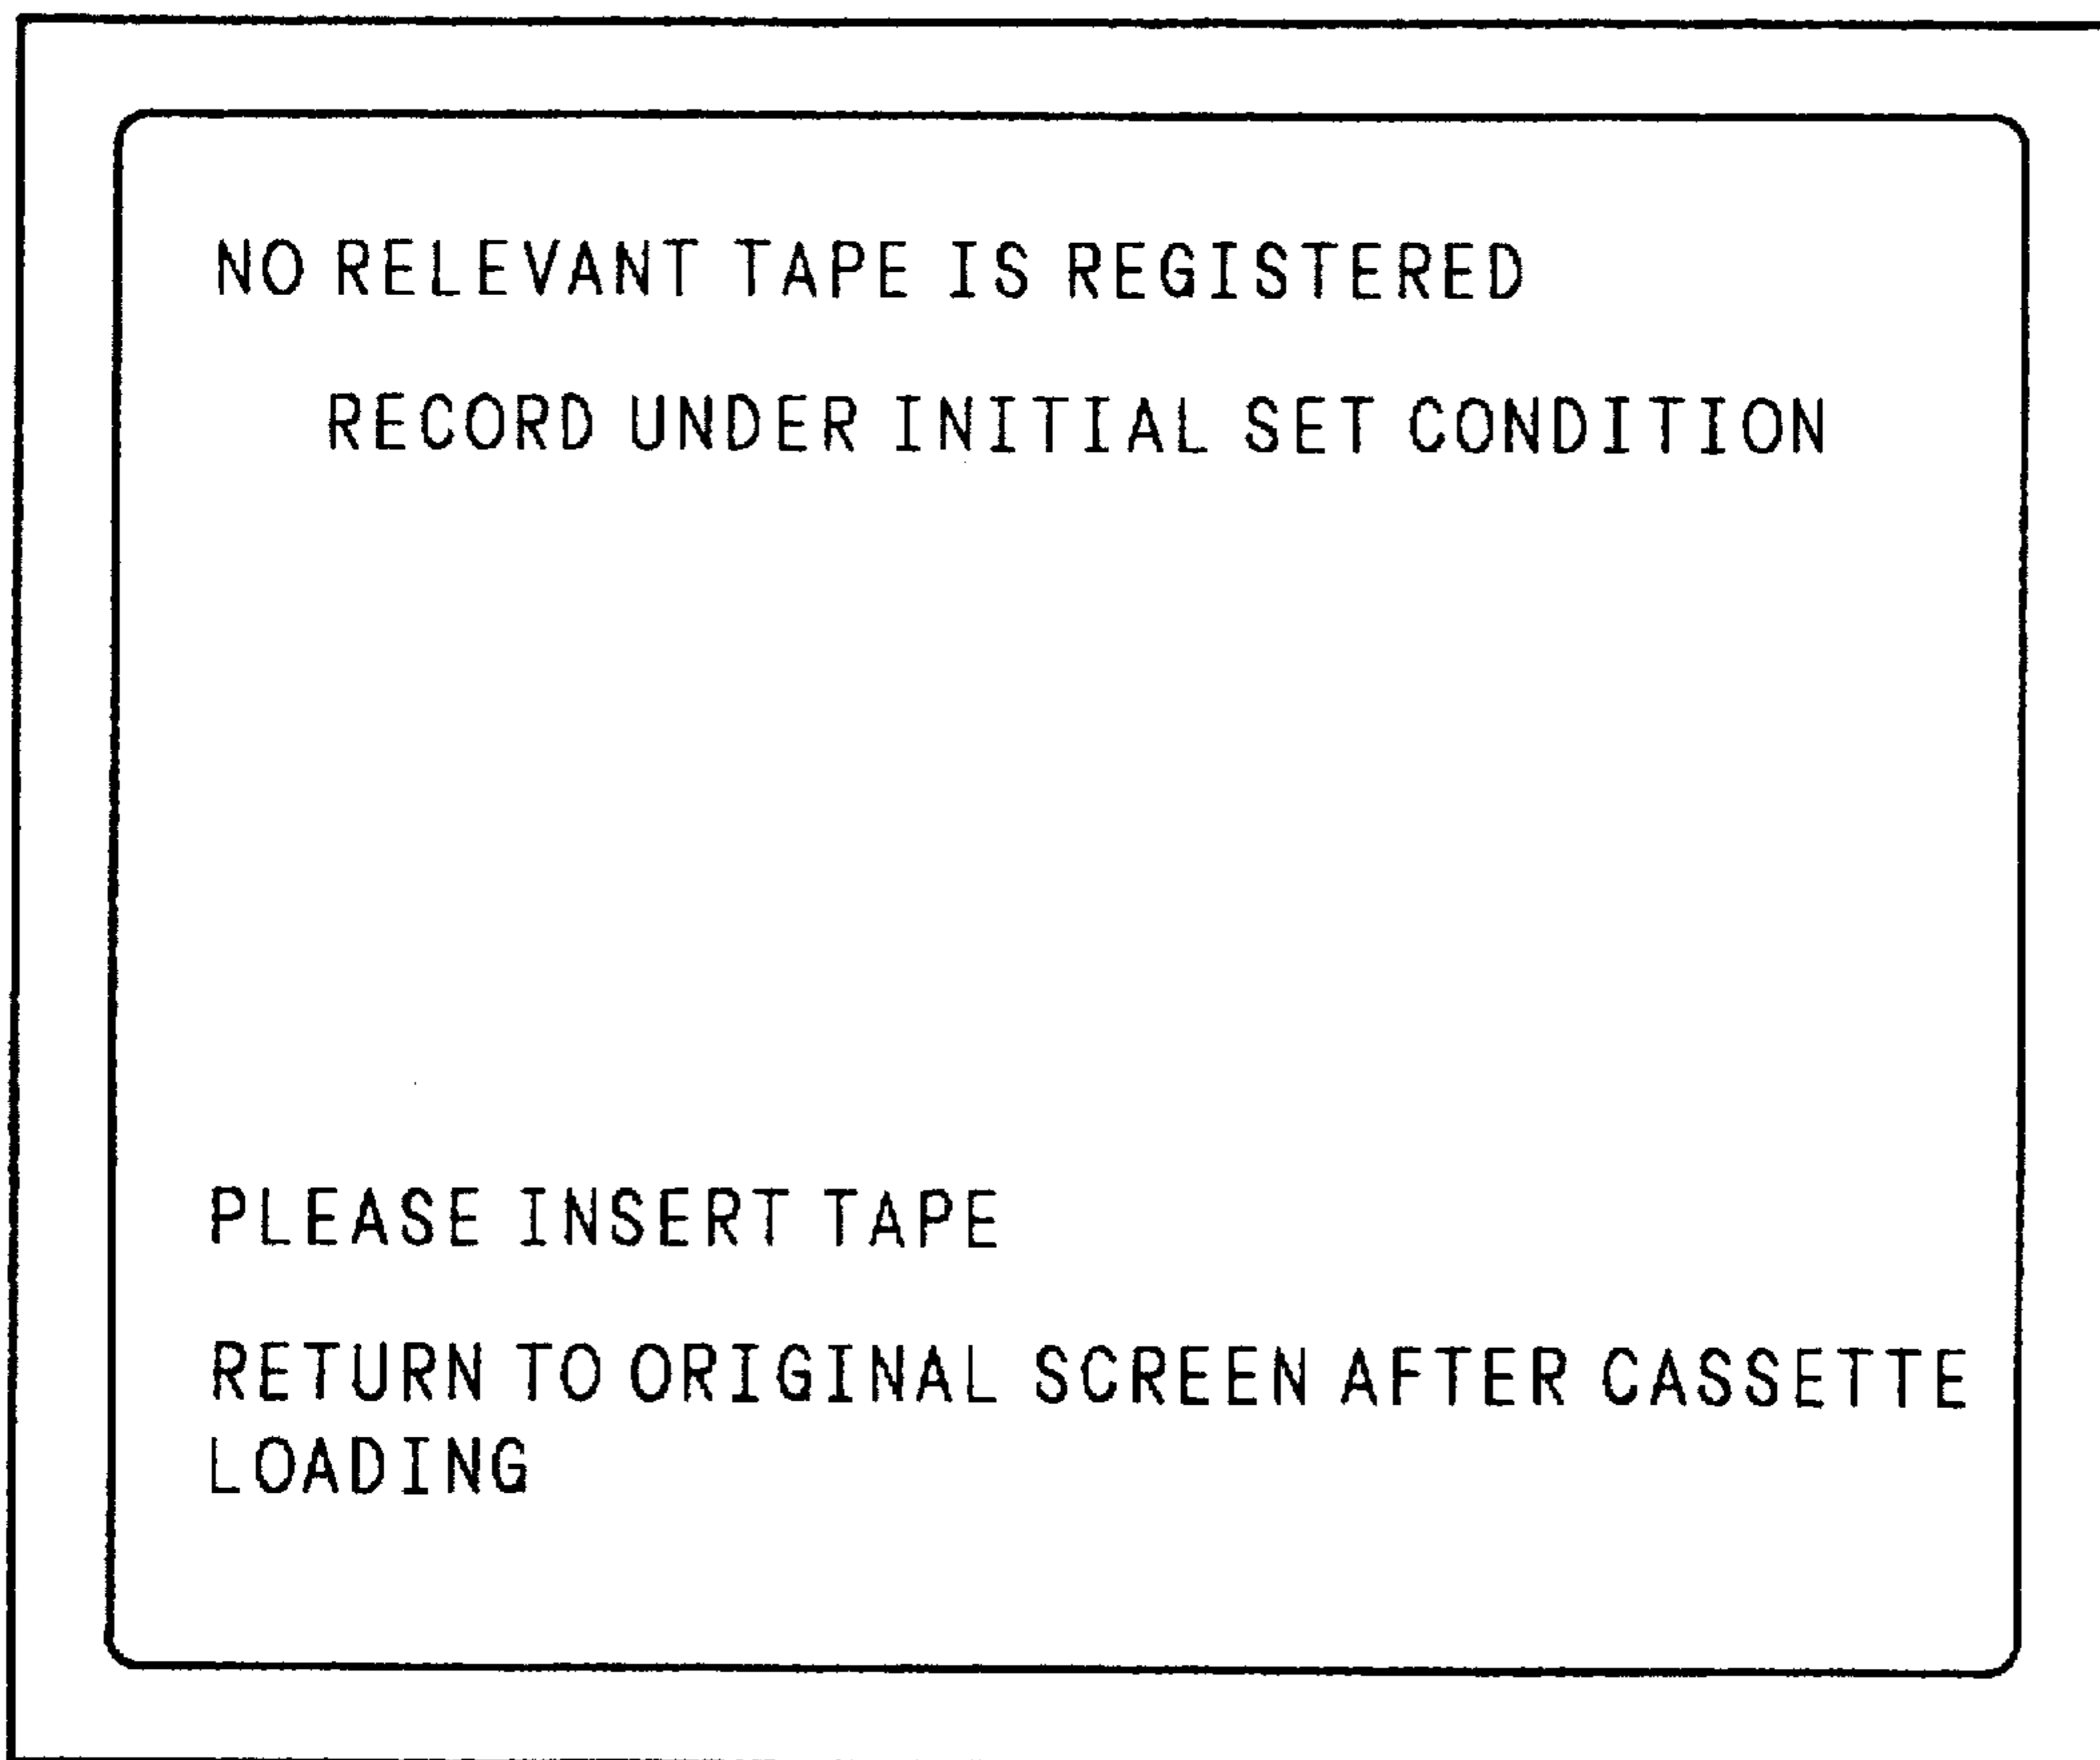 NO RELEVANT TAPE IS REGISTERED
RECORD UNDER INITIAL SET CONDITION
PLEASE INSERT TAPE
RETURN TO ORIGINAL SCREEN AFTER CASSETTE
LOADING